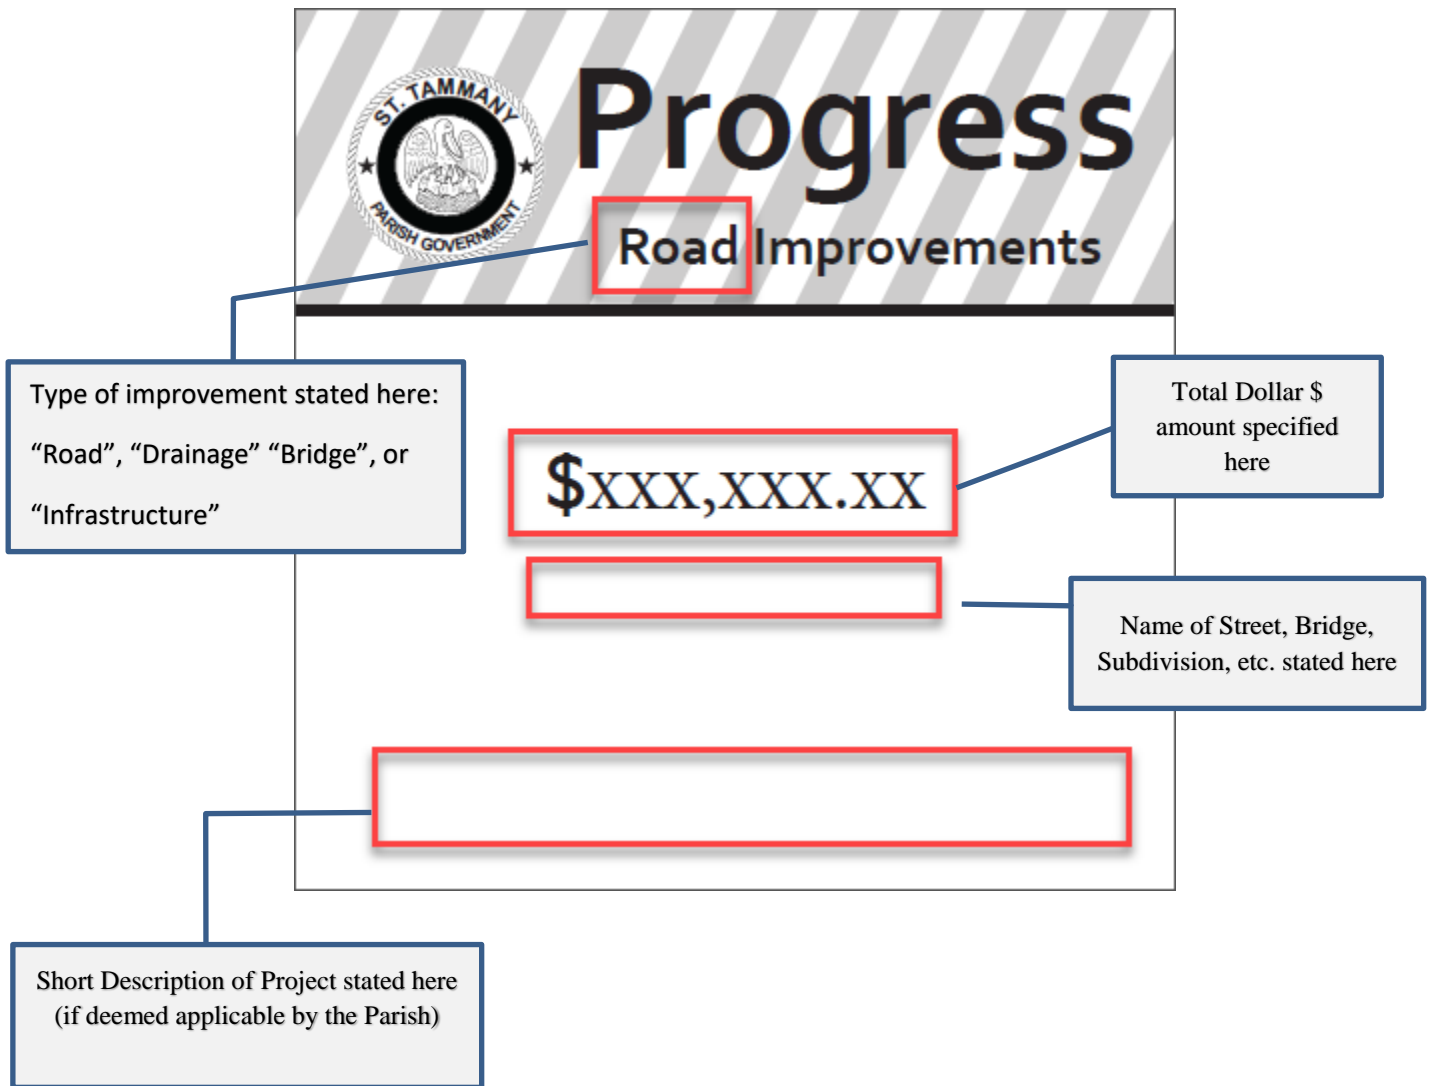 ST. TAMMANY
PARISH GOVERNMENT
Progress
Road Improvements
Type of improvement stated here:
“Road”, “Drainage” “Bridge”, or
“Infrastructure”
Total Dollar $
amount specified
here
$xxx,xxx.xx
Name of Street, Bridge,
Subdivision, etc. stated here
Short Description of Project stated here
(if deemed applicable by the Parish)